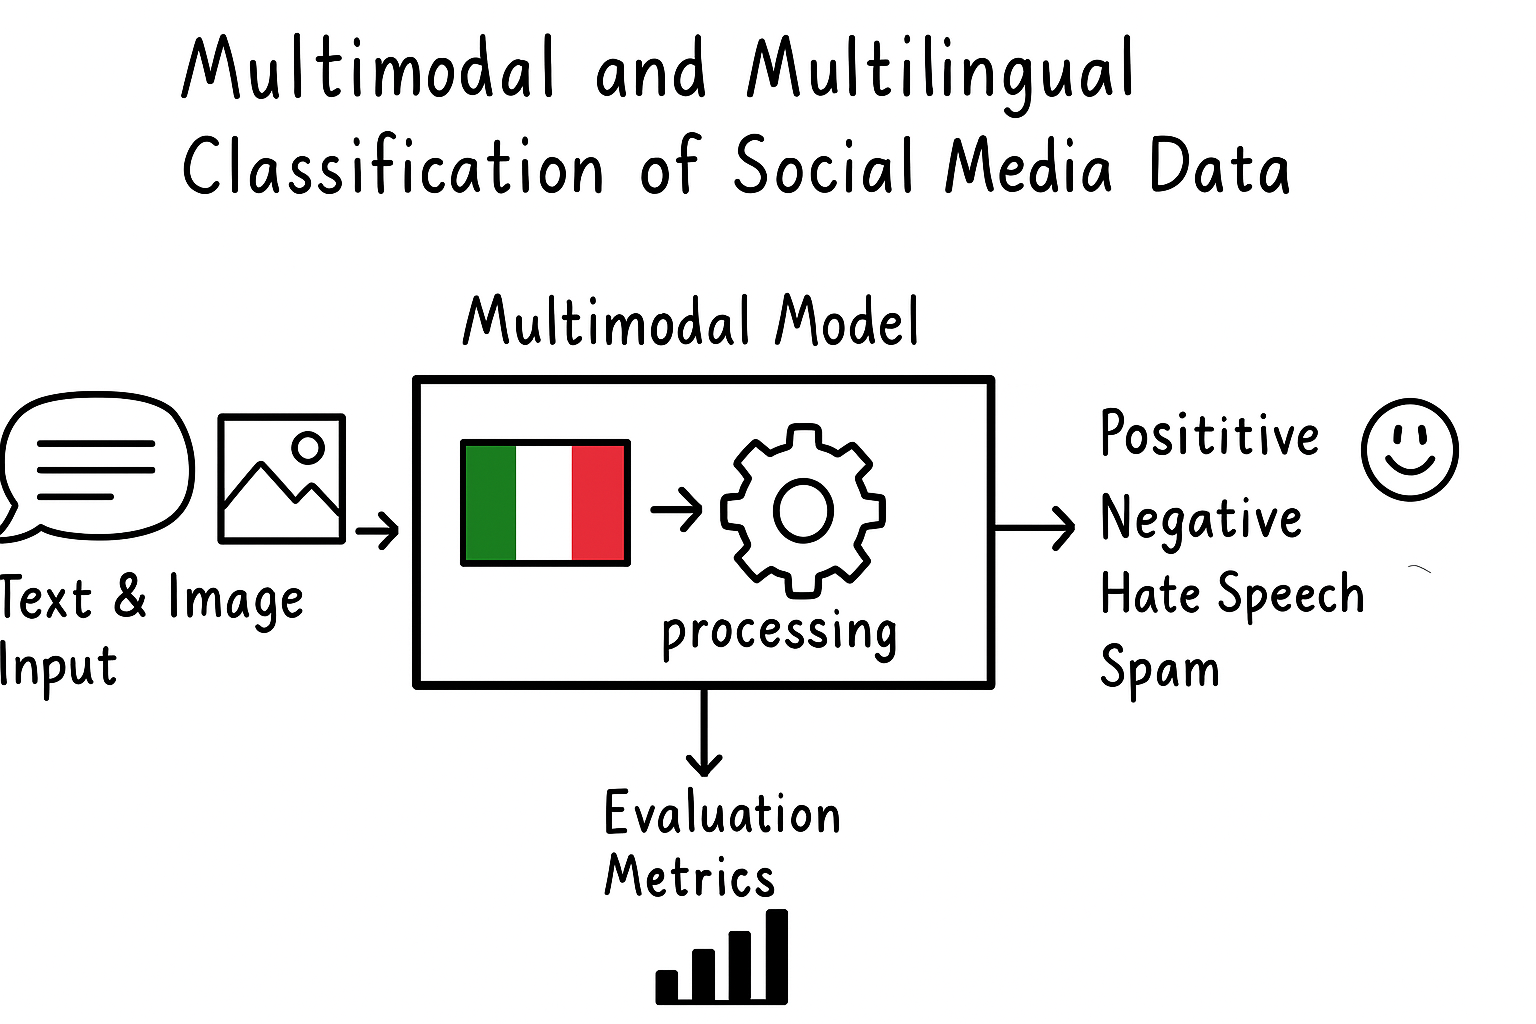 Multimodal and Multilingual
Classification of Social Media Data
Multimodal Model
Text & Image
Input
processing
Posititive
Negative
Hate Speech
Spam
Evaluation
Metrics